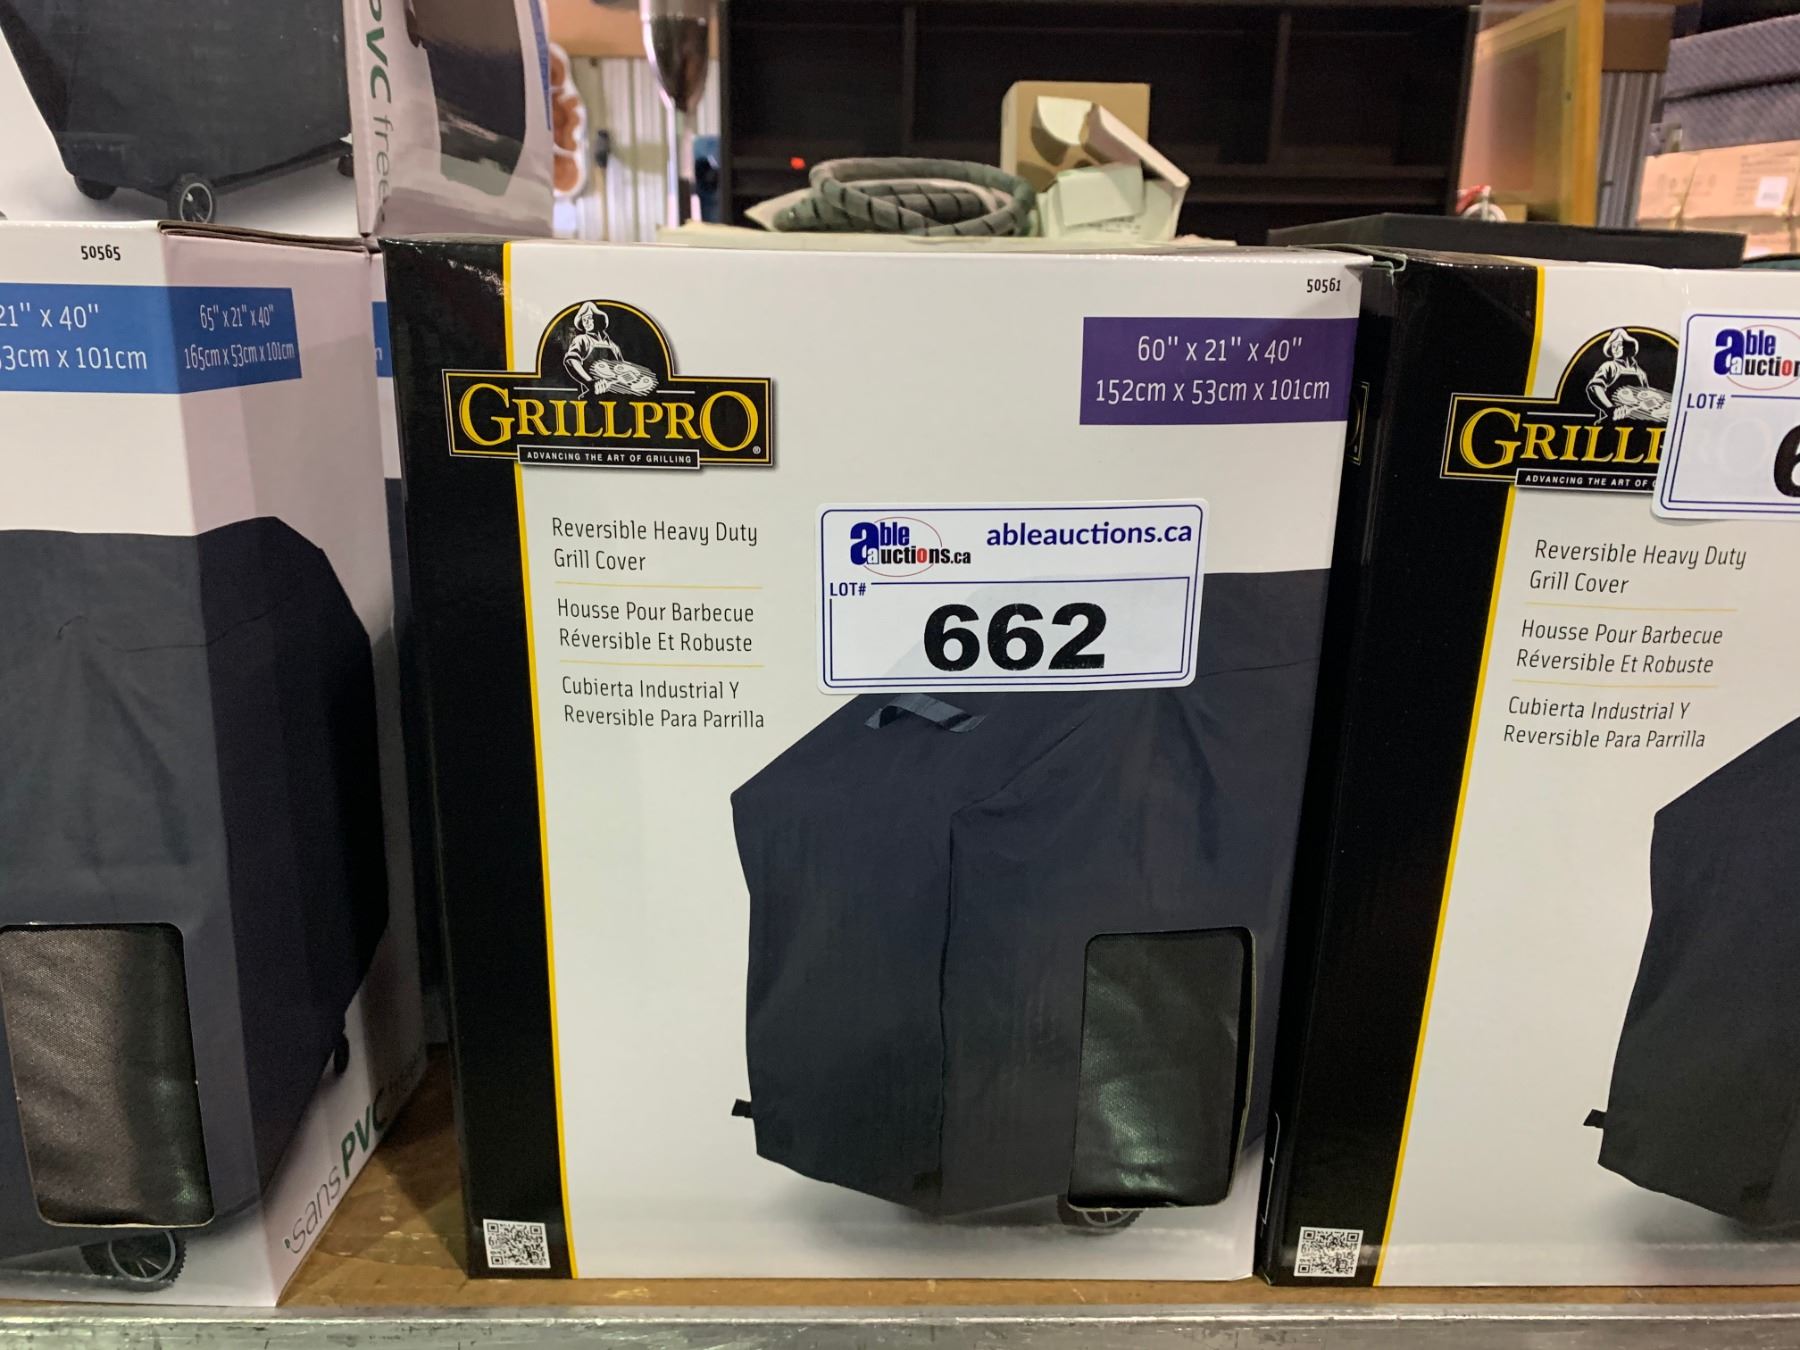 PVC free
50565
21" x 40"
53cm x 101cm
65" x 21" x 40"
165cm x 53cm x 101cm
sans PVC
50561
60" x 21" x 40"
152cm x 53cm x 101cm
GRILLPRO®
ADVANCING THE ART OF GRILLING
Reversible Heavy Duty
Grill Cover
Housse Pour Barbecue
Réversible Et Robuste
Cubierta Industrial Y
Reversible Para Parrilla
able auctions.ca
ableauctions.ca
LOT#
662
GRILL
ADVANCING THE ART OF
able auction
LOT#
6
Reversible Heavy Duty
Grill Cover
Housse Pour Barbecue
Réversible Et Robuste
Cubierta Industrial Y
Reversible Para Parrilla